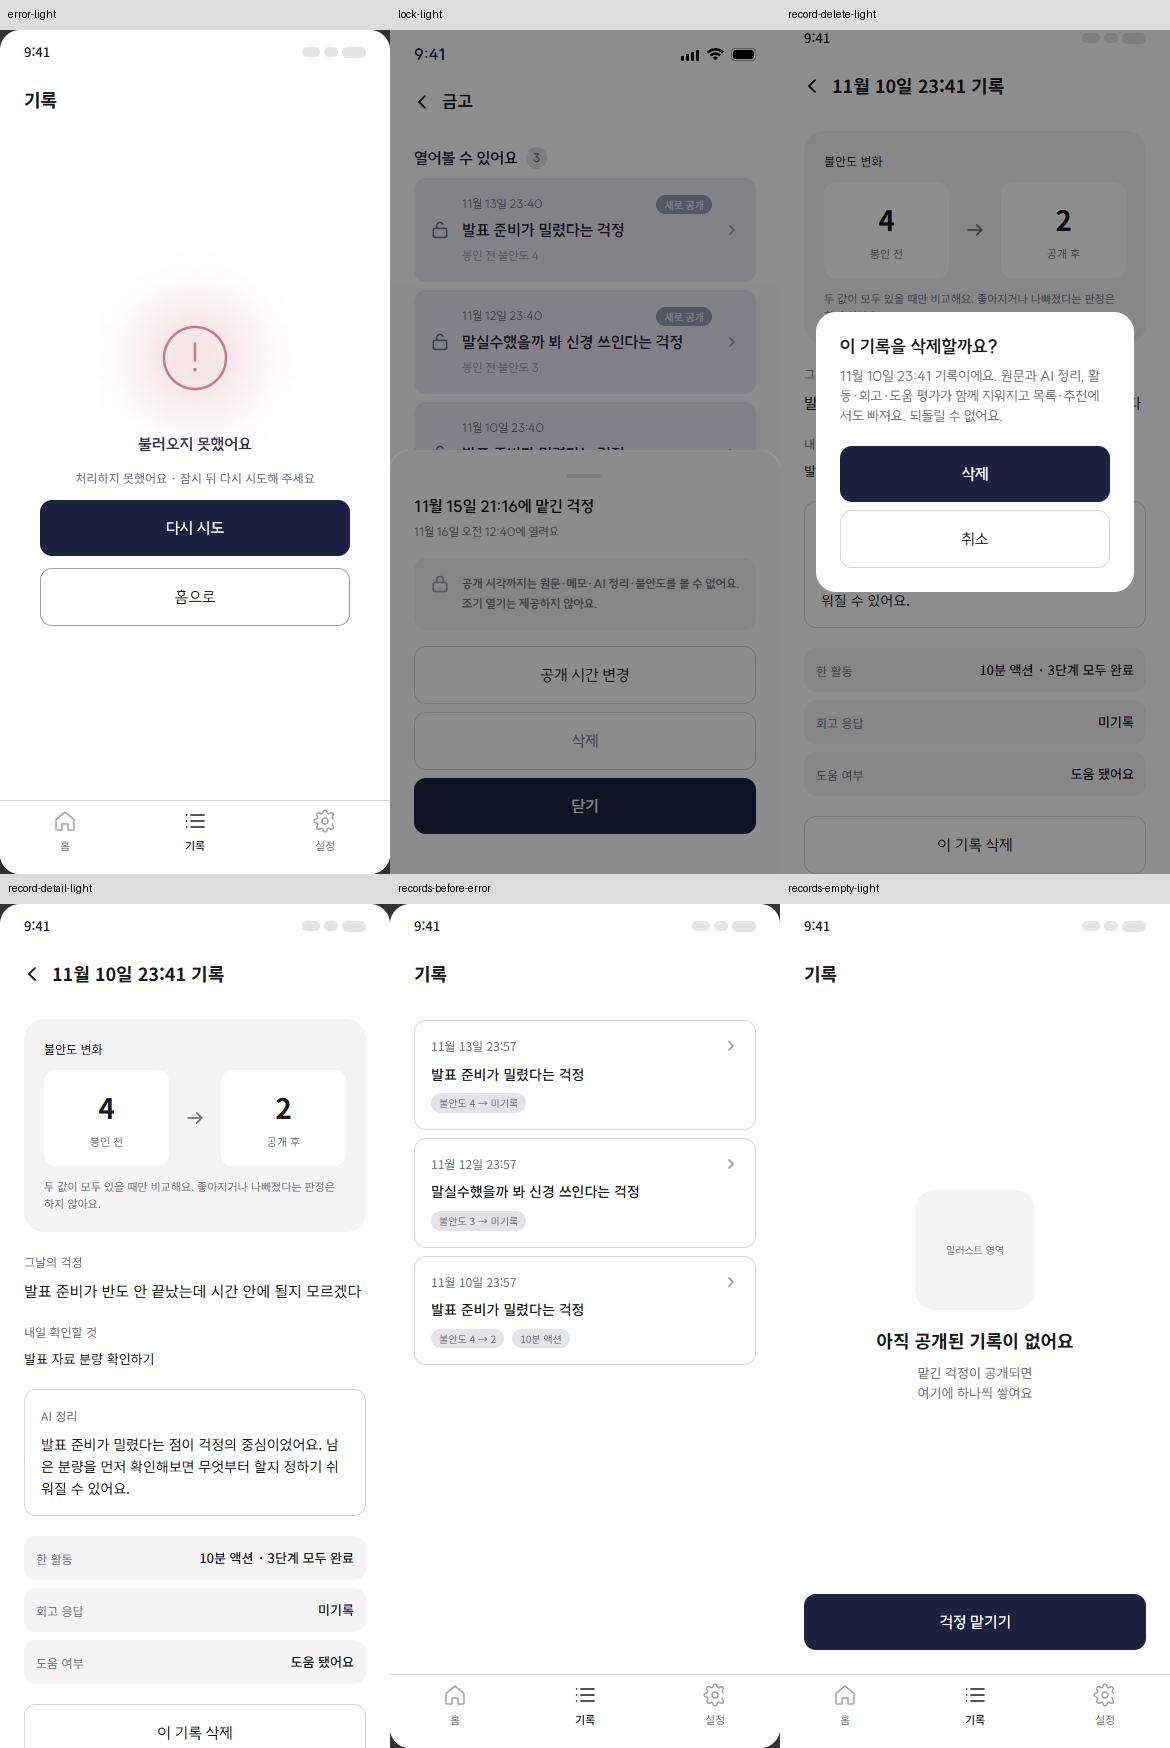 error-light
9:41
기록
불러오지 못했어요
처리하지 못했어요 · 잠시 뒤 다시 시도해 주세요
다시 시도
홈으로
홈
기록
설정
lock-light
9:41
금고
열어볼 수 있어요 3
11월 13일 23:40
새로 공개
발표 준비가 밀렸다는 걱정
봉인 전 불안도 4
11월 12일 23:40
새로 공개
말실수했을까 봐 신경 쓰인다는 걱정
봉인 전 불안도 3
11월 10일 23:40
11월 15일 21:16에 맡긴 걱정
11월 16일 오전 12:40에 열려요
공개 시각까지는 원문·메모·AI 정리·불안도를 볼 수 없어요.
조기 열기는 제공하지 않아요.
공개 시간 변경
삭제
닫기
record-delete-light
9:41
11월 10일 23:41 기록
불안도 변화
4
봉인 전
2
공개 후
두 값이 모두 있을 때만 비교해요. 좋아지거나 나빠졌다는 판정은
그
발
다
내
발
이 기록을 삭제할까요?
11월 10일 23:41 기록이에요. 원문과 AI 정리, 활
동·회고·도움 평가가 함께 지워지고 목록·추천에
서도 빠져요. 되돌릴 수 없어요.
삭제
취소
워질 수 있어요.
한 활동
10분 액션 · 3단계 모두 완료
회고 응답
미기록
도움 여부
도움 됐어요
이 기록 삭제
record-detail-light
9:41
11월 10일 23:41 기록
불안도 변화
4
봉인 전
2
공개 후
두 값이 모두 있을 때만 비교해요. 좋아지거나 나빠졌다는 판정은
하지 않아요.
그날의 걱정
발표 준비가 반도 안 끝났는데 시간 안에 될지 모르겠다
내일 확인할 것
발표 자료 분량 확인하기
AI 정리
발표 준비가 밀렸다는 점이 걱정의 중심이었어요. 남
은 분량을 먼저 확인해보면 무엇부터 할지 정하기 쉬
워질 수 있어요.
한 활동
10분 액션 · 3단계 모두 완료
회고 응답
미기록
도움 여부
도움 됐어요
이 기록 삭제
records-before-error
9:41
기록
11월 13일 23:57
발표 준비가 밀렸다는 걱정
불안도 4 → 미기록
11월 12일 23:57
말실수했을까 봐 신경 쓰인다는 걱정
불안도 3 → 미기록
11월 10일 23:57
발표 준비가 밀렸다는 걱정
불안도 4 → 2
10분 액션
홈
기록
설정
records-empty-light
9:41
기록
일러스트 영역
아직 공개된 기록이 없어요
맡긴 걱정이 공개되면
여기에 하나씩 쌓여요
걱정 맡기기
홈
기록
설정